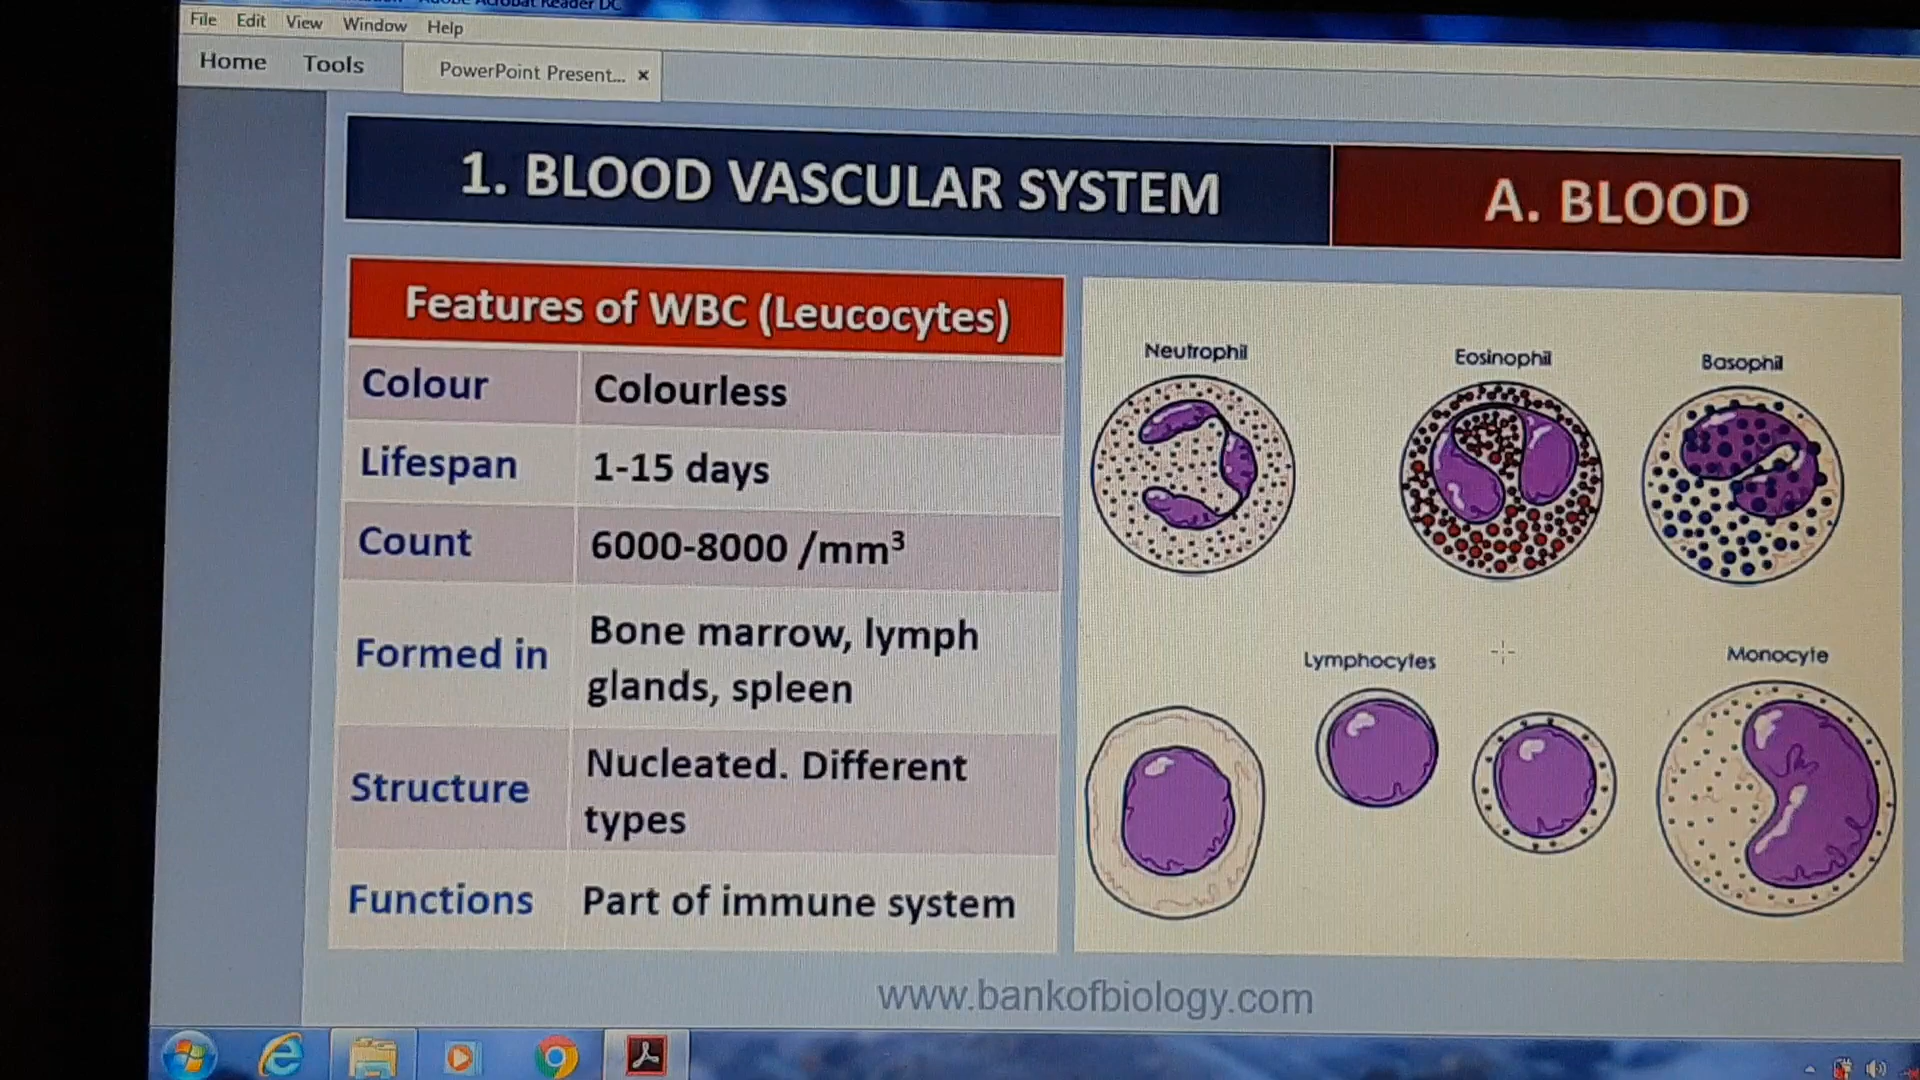 File Edit View Window Help
Home Tools PowerPoint Present... ×
1. BLOOD VASCULAR SYSTEM
A. BLOOD
Features of WBC (Leucocytes)
Colour Colourless
Lifespan 1-15 days
Count 6000-8000 /mm³
Formed in Bone marrow, lymph
glands, spleen
Structure Nucleated. Different
types
Functions Part of immune system
Neutrophil Eosinophil Basophil
Lymphocytes Monocyte
www.bankofbiology.com